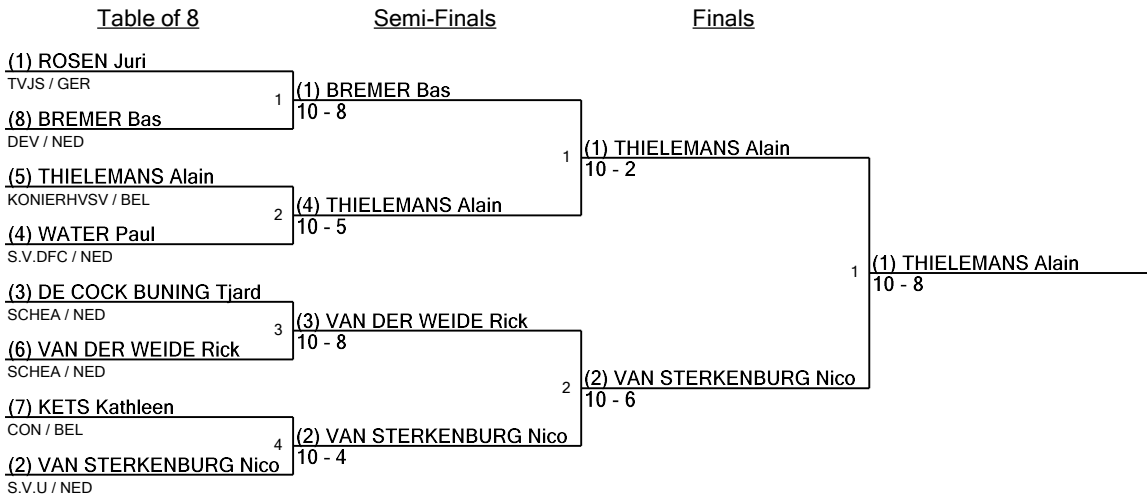 Table of 8
Semi-Finals
Finals
(1) ROSEN Juri
TVJS / GER
1
(1) BREMER Bas
10 - 8
(8) BREMER Bas
DEV / NED
1
(1) THIELEMANS Alain
10 - 2
(5) THIELEMANS Alain
KONIERHVSV / BEL
2
(4) THIELEMANS Alain
10 - 5
(4) WATER Paul
S.V.DFC / NED
1
(1) THIELEMANS Alain
10 - 8
(3) DE COCK BUNING Tjard
SCHEA / NED
3
(3) VAN DER WEIDE Rick
10 - 8
(6) VAN DER WEIDE Rick
SCHEA / NED
2
(2) VAN STERKENBURG Nico
10 - 6
(7) KETS Kathleen
CON / BEL
4
(2) VAN STERKENBURG Nico
10 - 4
(2) VAN STERKENBURG Nico
S.V.U / NED